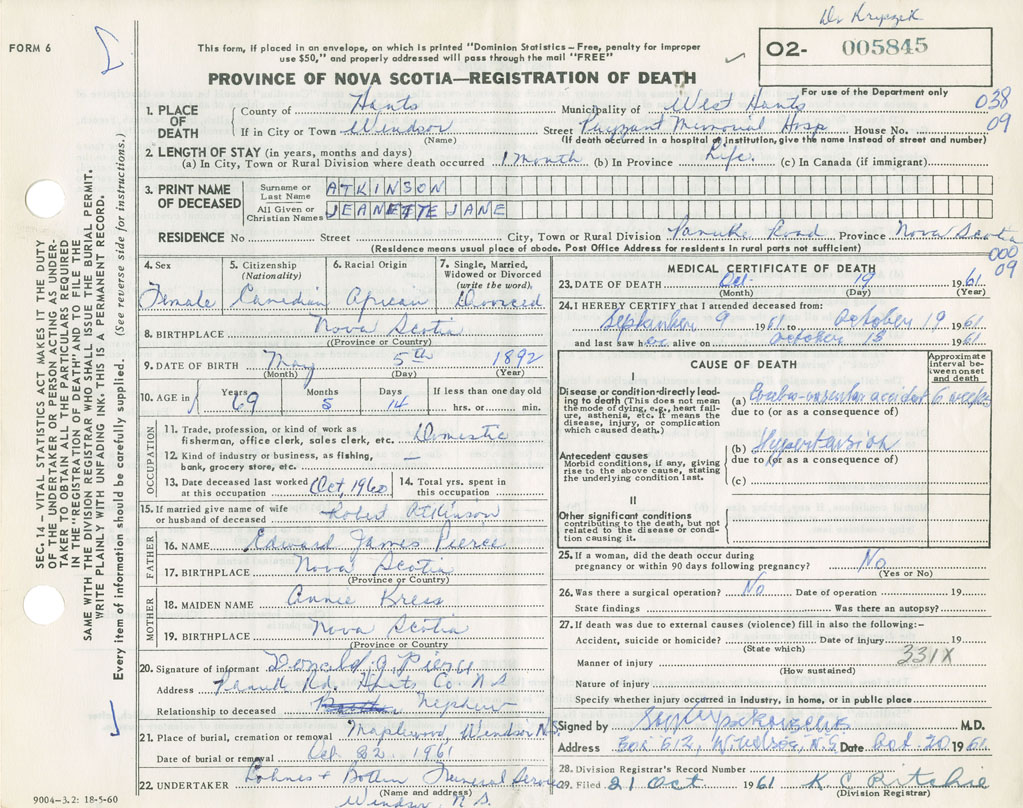 FORM 6
Dr Krypszik
This form, if placed in an envelope, on which is printed "Dominion Statistics – Free, penalty for improper
use $50," and properly addressed will pass through the mail "FREE"
O2- 005845
PROVINCE OF NOVA SCOTIA—REGISTRATION OF DEATH
For use of the Department only
1. PLACE OF DEATH County of Hants Municipality of West Hants 038
If in City or Town Windsor Street Payzant Memorial Hosp House No. 09
(Name) (If death occurred in a hospital or institution, give the name instead of street and number)
2. LENGTH OF STAY (in years, months and days)
(a) In City, Town or Rural Division where death occurred 1 month (b) In Province Life. (c) In Canada (if immigrant)
3. PRINT NAME OF DECEASED Surname or Last Name ATKINSON
All Given or Christian Names JEANETTE JANE
RESIDENCE No Street City, Town or Rural Division Panuke Road Province Nova Scotia
(Residence means usual place of abode. Post Office Address for residents in rural parts not sufficient) 000
09
SEC. 14 – VITAL STATISTICS ACT MAKES IT THE DUTY
OF THE UNDERTAKER OR PERSON ACTING AS UNDER-
TAKER TO OBTAIN ALL THE PARTICULARS REQUIRED
IN THE "REGISTRATION OF DEATH" AND TO FILE THE
SAME WITH THE DIVISION REGISTRAR WHO SHALL ISSUE THE BURIAL PERMIT.
WRITE PLAINLY WITH UNFADING INK. THIS IS A PERMANENT RECORD.
Every item of information should be carefully supplied. (See reverse side for instructions.)
4. Sex Female
5. Citizenship (Nationality) Canadian
6. Racial Origin African
7. Single, Married, Widowed or Divorced (write the word) Divorced
8. BIRTHPLACE Nova Scotia
(Province or Country)
9. DATE OF BIRTH May 5th 1892
(Month) (Day) (Year)
10. AGE in Years 69 Months 5 Days 14 If less than one day old hrs. or min.
OCCUPATION
11. Trade, profession, or kind of work as
fisherman, office clerk, sales clerk, etc. Domestic
12. Kind of industry or business, as fishing,
bank, grocery store, etc. —
13. Date deceased last worked at this occupation Oct, 1960
14. Total yrs. spent in this occupation
15. If married give name of wife
or husband of deceased Robert Atkinson
FATHER
16. NAME Edward James Pierce
17. BIRTHPLACE Nova Scotia
(Province or Country)
MOTHER
18. MAIDEN NAME Annie Kress
19. BIRTHPLACE Nova Scotia
(Province or Country
20. Signature of informant Donald J. Pierce
Address Rd. Hants Co. N S
Relationship to deceased Nephew
21. Place of burial, cremation or removal Maplewood, Windsor N.S.
Date of burial or removal Oct 22, 1961
22. UNDERTAKER Lohnes + Funeral Service
(Name and address)
Windsor, N.S.
9004-3.2: 18-5-60
MEDICAL CERTIFICATE OF DEATH
23. DATE OF DEATH Oct. 19 1961
(Month) (Day) (Year)
24. I HEREBY CERTIFY that I attended deceased from:
September 9 1961 to October 19 1961
and last saw her alive on October 18 1961
CAUSE OF DEATH
Approximate interval between onset and death
I
Disease or condition directly leading to death (This does not mean the mode of dying, e.g., heart failure, asthenia, etc. It means the disease, injury, or complication which caused death.)
(a) Cerebro-vascular accident 6 weeks
due to (or as a consequence of)
Antecedent causes
Morbid conditions, if any, giving rise to the above cause, stating the underlying condition last.
(b) Hypertension
due to (or as a consequence of)
(c)
II
Other significant conditions
contributing to the death, but not related to the disease or condition causing it.
25. If a woman, did the death occur during
pregnancy or within 90 days following pregnancy? No
(Yes or No)
26. Was there a surgical operation? No Date of operation 19
State findings Was there an autopsy?
27. If death was due to external causes (violence) fill in also the following:—
Accident, suicide or homicide? Date of injury 19
(State which) 331X
Manner of injury
(How sustained)
Nature of injury
Specify whether injury occurred in industry, in home, or in public place
Signed by M.D.
Address Box 612, Windsor, N.S. Date Oct. 20 1961
28. Division Registrar's Record Number
29. Filed 21 Oct 1961 K C Ritchie
(Division Registrar)